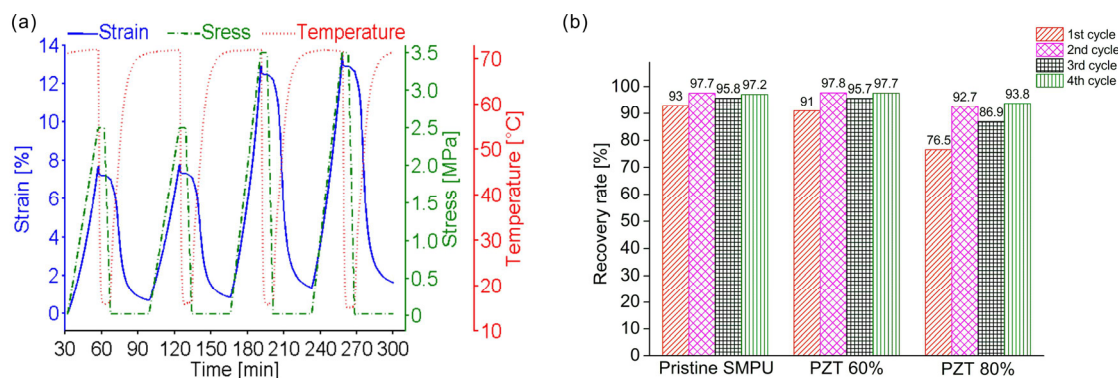 (a)
Strain
Sress
Temperature
14
12
10
8
6
4
2
0
Strain [%]
3.5
3.0
2.5
2.0
1.5
1.0
0.5
0
Stress [MPa]
70
60
50
40
30
20
10
Temperature [°C]
30 60 90 120 150 180 210 240 270 300
Time [min]
(b)
1st cycle
2nd cycle
3rd cycle
4th cycle
100
90
80
70
60
50
40
30
20
10
0
Recovery rate [%]
93 97.7 95.8 97.2
91 97.8 95.7 97.7
76.5 92.7 86.9 93.8
Pristine SMPU PZT 60% PZT 80%